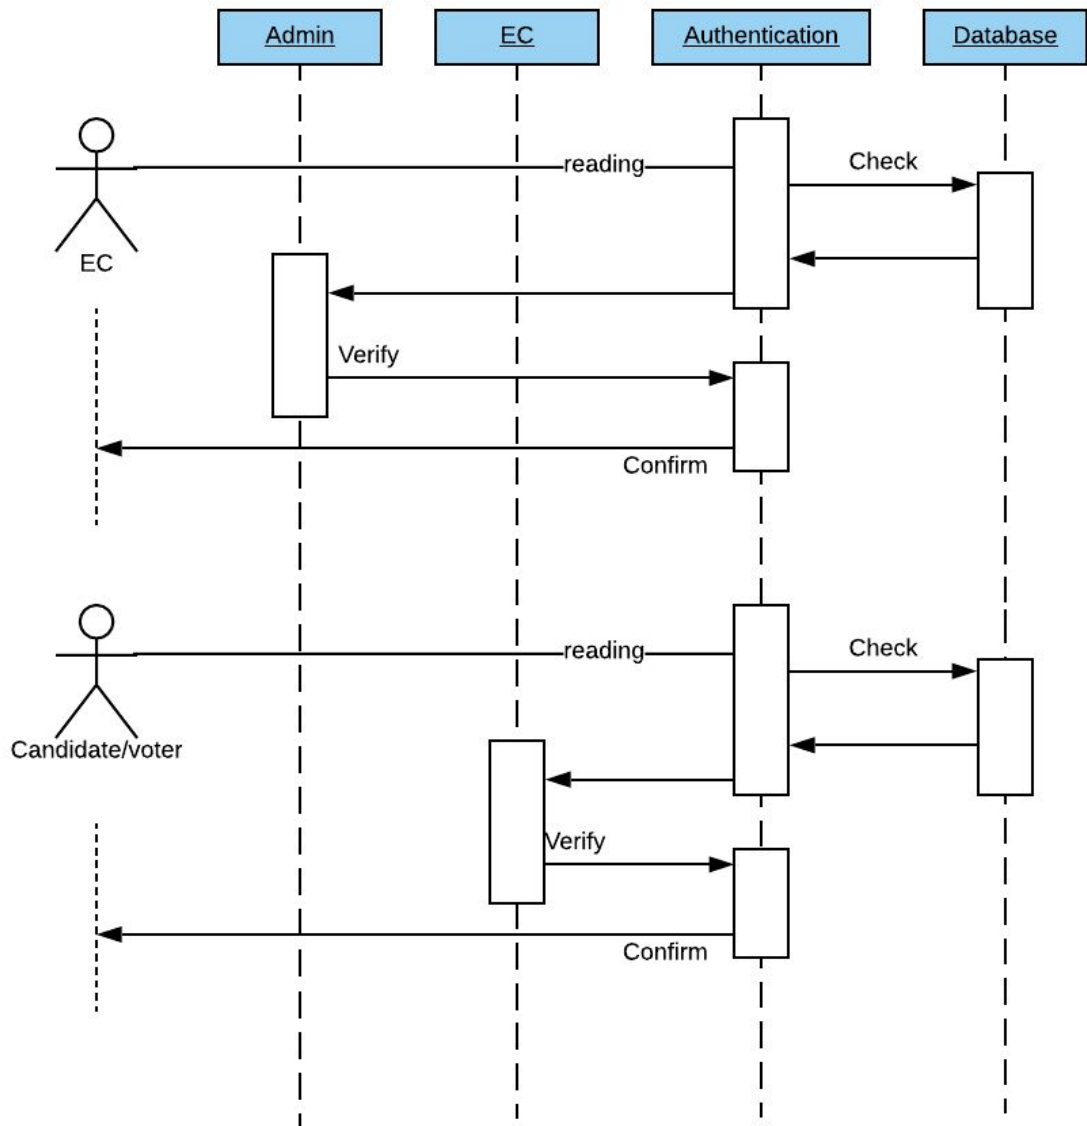 Admin
EC
Authentication
Database
reading
Check
EC
Verify
Confirm
reading
Check
Candidate/voter
Verify
Confirm